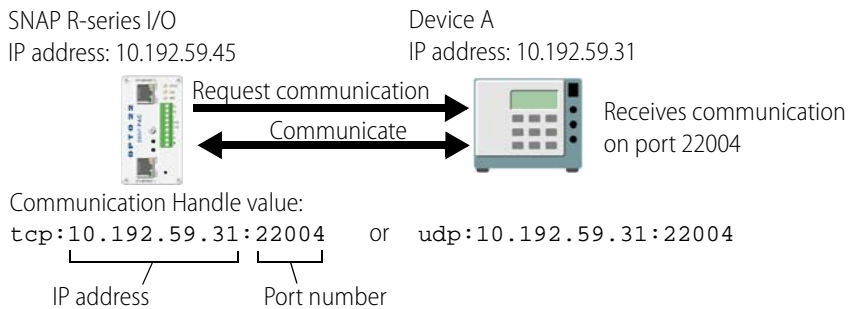 SNAP R-series I/O
IP address: 10.192.59.45
Device A
IP address: 10.192.59.31
Request communication
Communicate
Receives communication
on port 22004
OPTO 22
Communication Handle value:
tcp:10.192.59.31:22004 or udp:10.192.59.31:22004
IP address Port number